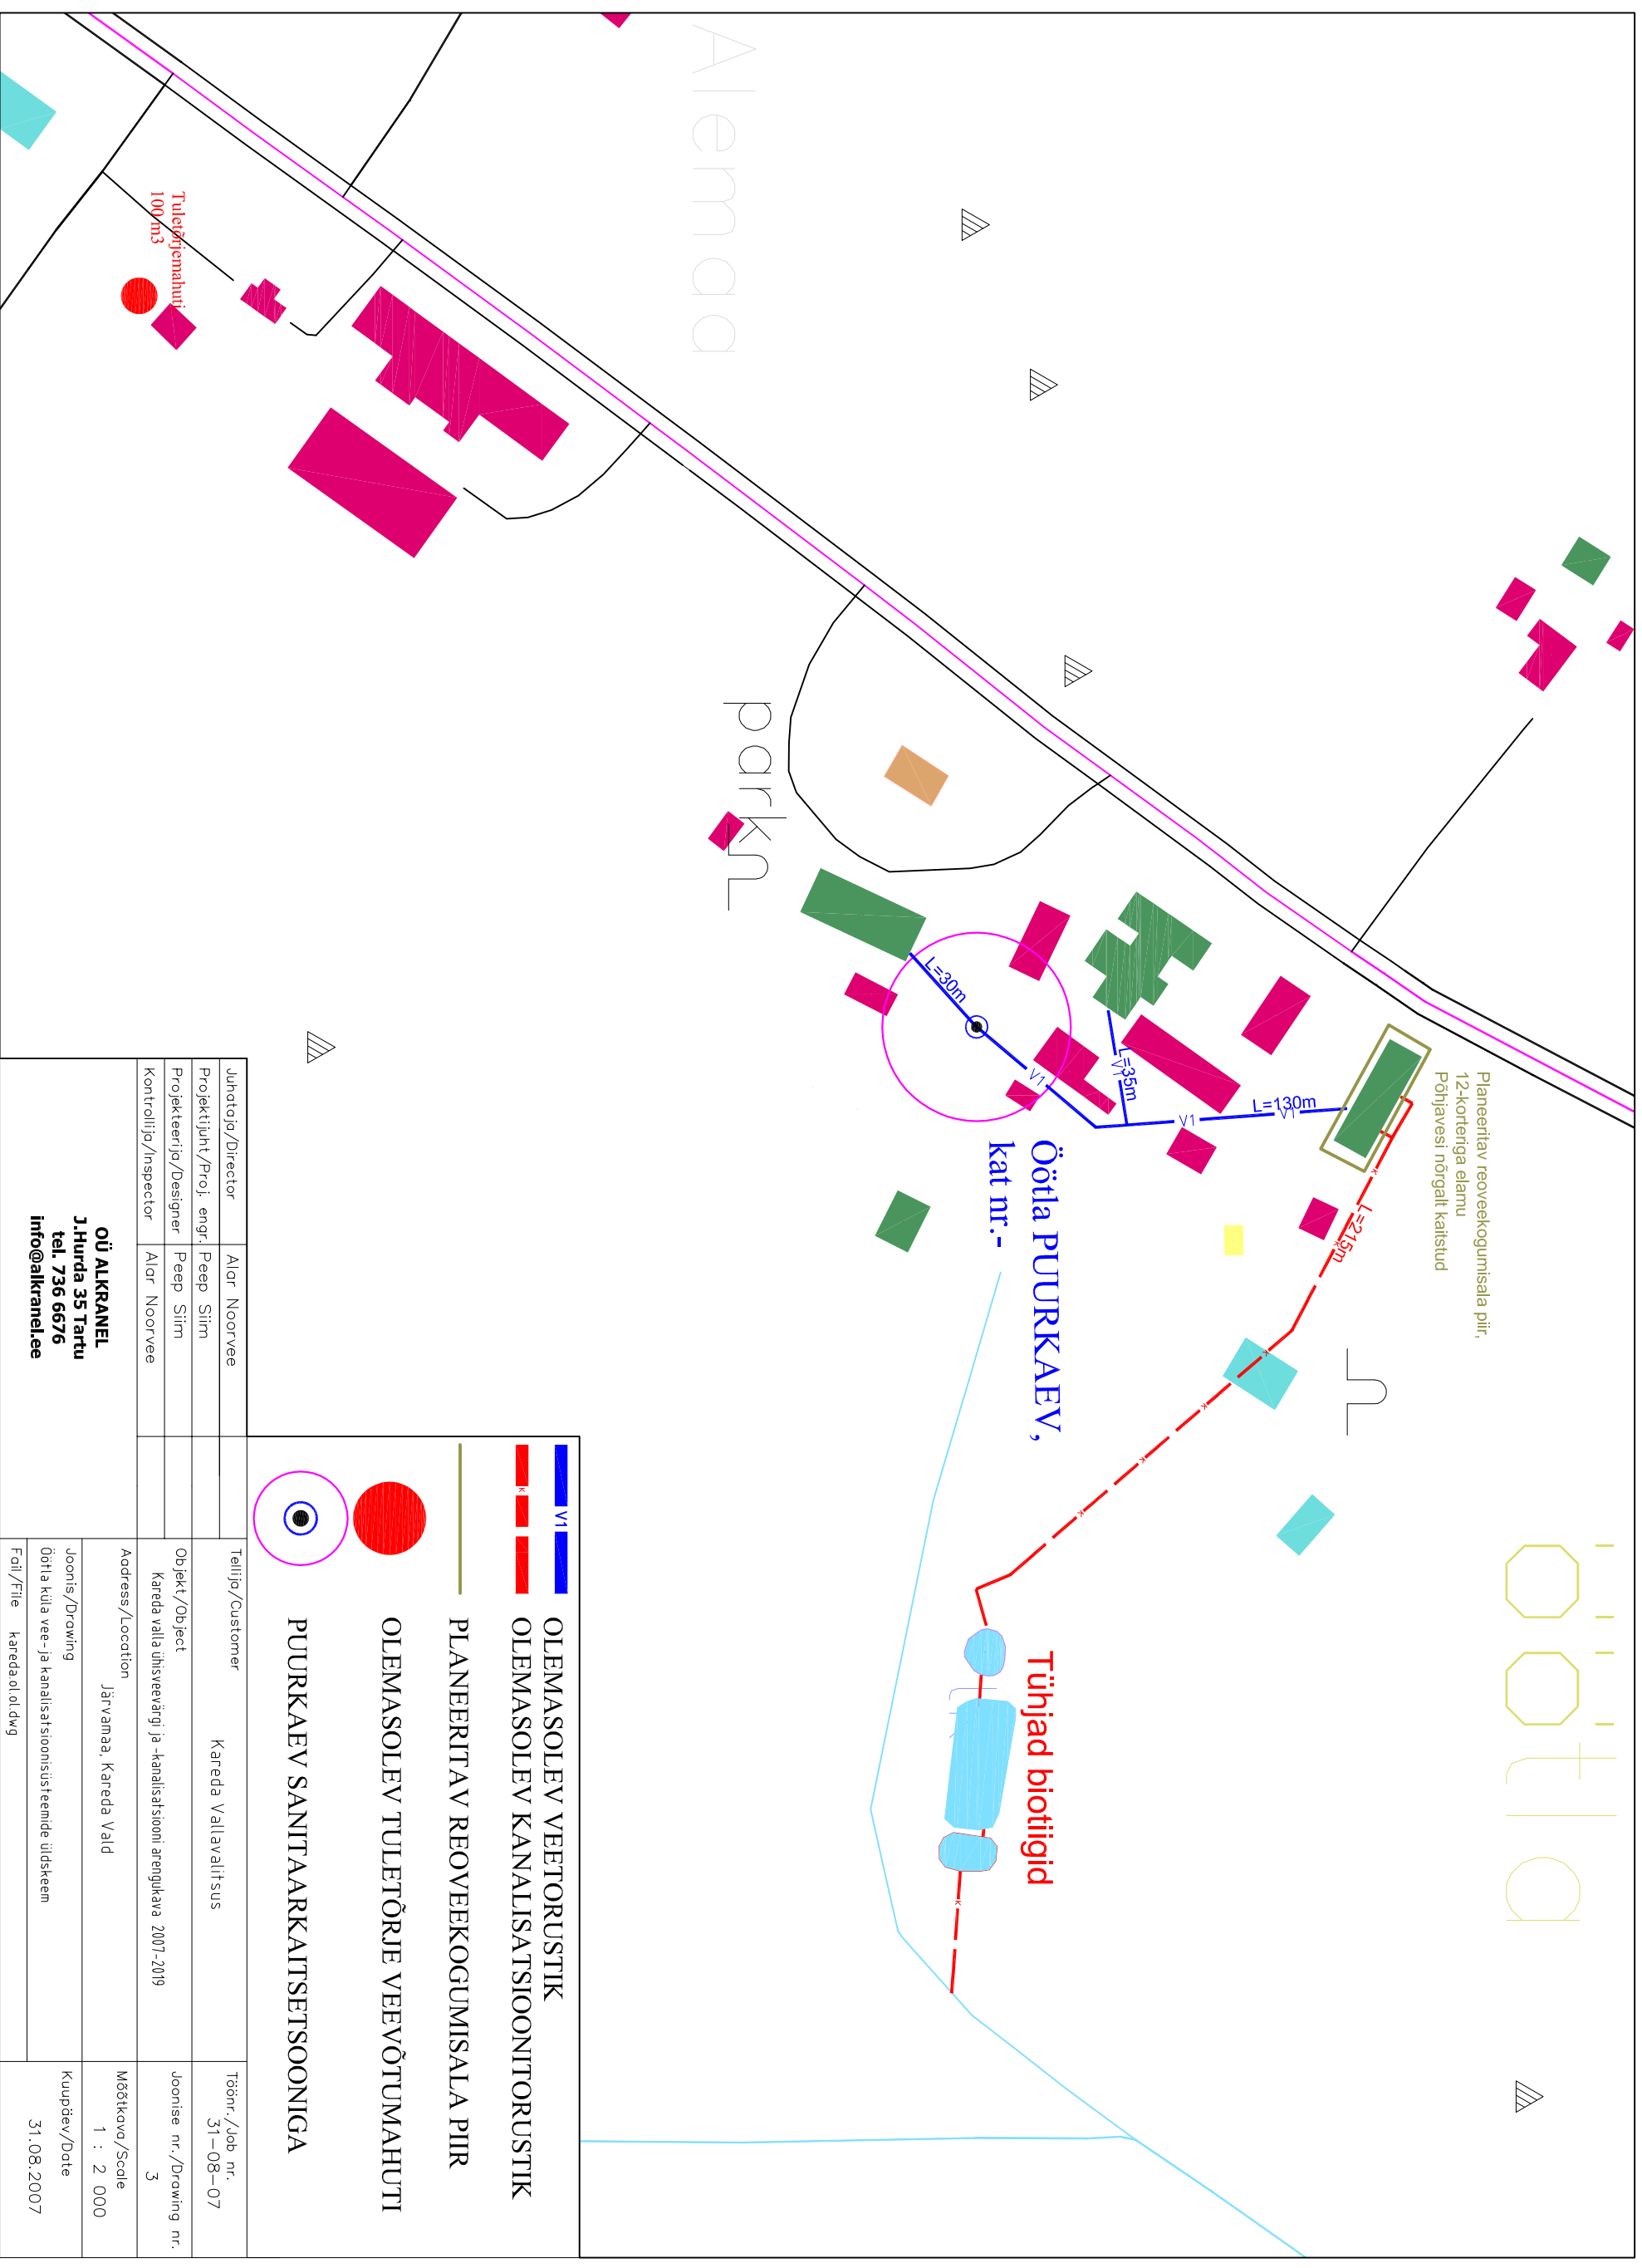 Alemaa
Öötla
park
Tuletõrjemahuti
100 m3
Planeeritav reoveekogumisala piir,
12-korteriga elamu
Põhjavesi nõrgalt kaitstud
L=30m
V1
L=35m
V1
V1
L=130m
V1
K
L=215m
K
K
K
K
K
K
Öötla PUURKAEV,
kat nr.-
Tühjad biotiigid
V1 OLEMASOLEV VEETORUSTIK
K OLEMASOLEV KANALISATSIOONITORUSTIK
PLANEERITAV REOVEEKOGUMISALA PIIR
OLEMASOLEV TULETÕRJE VEEVÕTUMAHUTI
PUURKAEV SANITAARKAITSETSOONIGA
Juhataja/Director Alar Noorvee
Projektijuht/Proj. engr. Peep Siim
Projekteerija/Designer Peep Siim
Kontrollija/Inspector Alar Noorvee
OÜ ALKRANEL
J.Hurda 35 Tartu
tel. 736 6676
info@alkranel.ee
Tellija/Customer
Kareda Vallavalitsus
Objekt/Object
Kareda valla ühisveevärgi ja -kanalisatsiooni arengukava 2007-2019
Aadress/Location
Järvamaa, Kareda Vald
Joonis/Drawing
Öötla küla vee- ja kanalisatsioonisüsteemide üldskeem
Fail/File kareda.ol.ol.dwg
Töönr./Job nr.
31-08-07
Joonise nr./Drawing nr.
3
Mõõtkava/Scale
1 : 2 000
Kuupäev/Date
31.08.2007